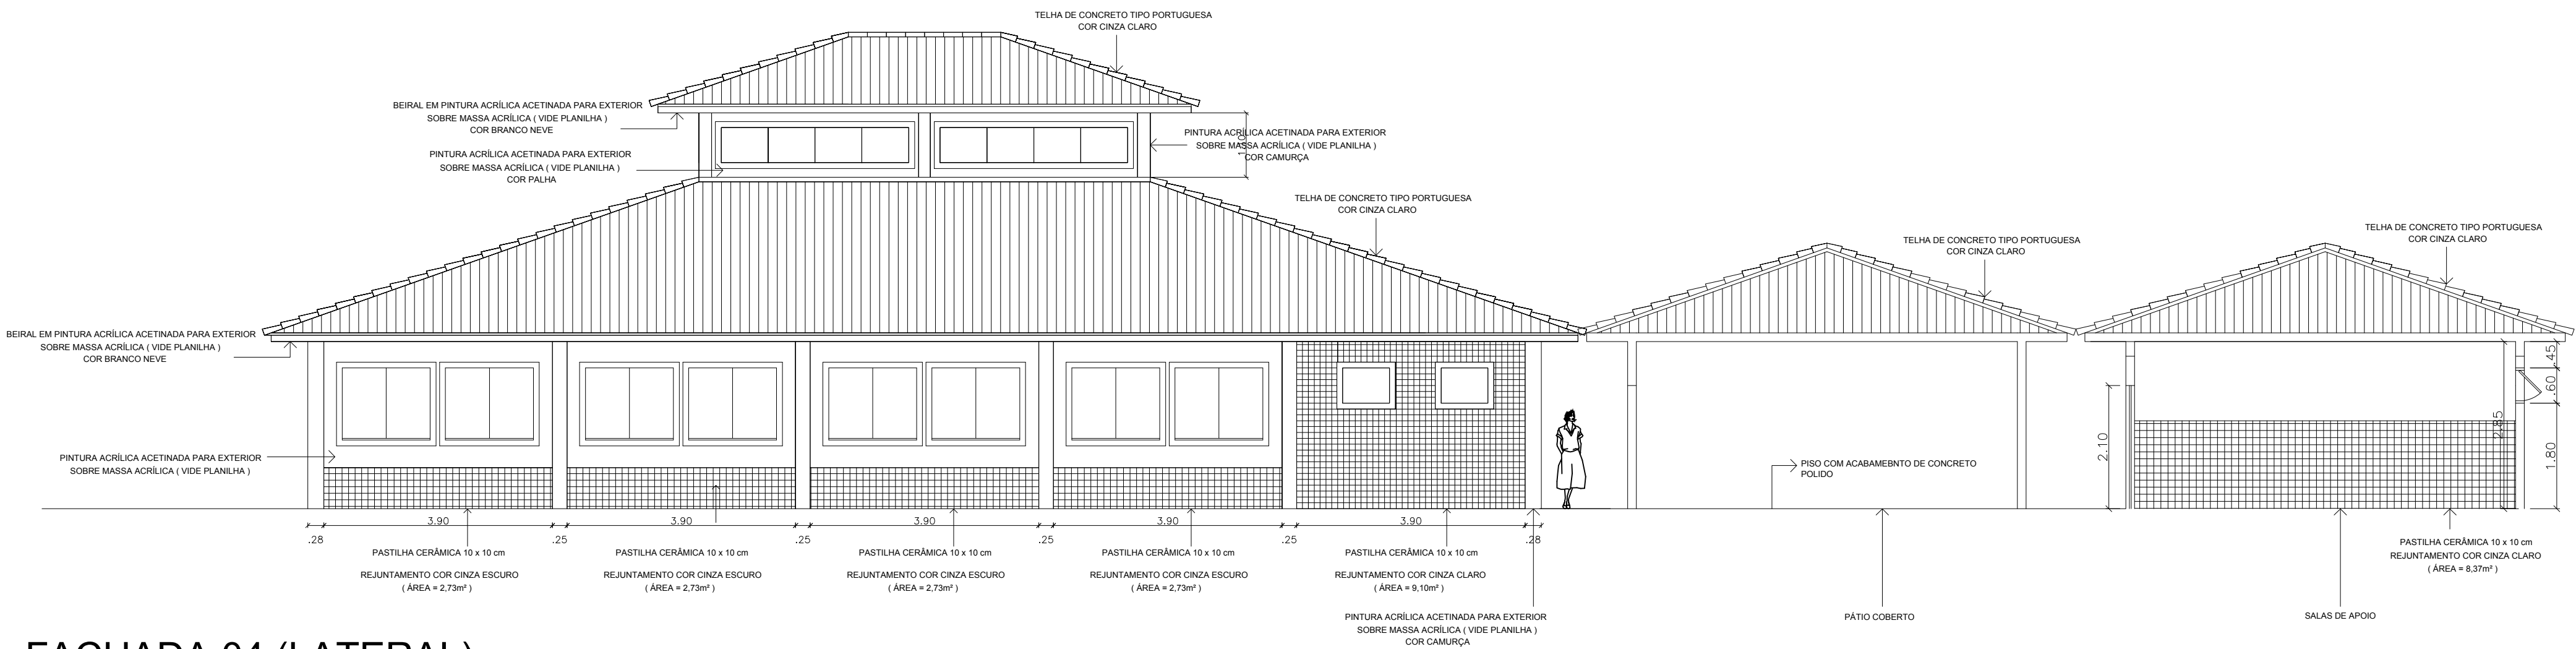 TELHA DE CONCRETO TIPO PORTUGUESA
COR CINZA CLARO
BEIRAL EM PINTURA ACRÍLICA ACETINADA PARA EXTERIOR
SOBRE MASSA ACRÍLICA ( VIDE PLANILHA )
COR BRANCO NEVE
PINTURA ACRÍLICA ACETINADA PARA EXTERIOR
SOBRE MASSA ACRÍLICA ( VIDE PLANILHA )
COR PALHA
PINTURA ACRÍLICA ACETINADA PARA EXTERIOR
SOBRE MASSA ACRÍLICA ( VIDE PLANILHA )
COR CAMURÇA
TELHA DE CONCRETO TIPO PORTUGUESA
COR CINZA CLARO
TELHA DE CONCRETO TIPO PORTUGUESA
COR CINZA CLARO
TELHA DE CONCRETO TIPO PORTUGUESA
COR CINZA CLARO
BEIRAL EM PINTURA ACRÍLICA ACETINADA PARA EXTERIOR
SOBRE MASSA ACRÍLICA ( VIDE PLANILHA )
COR BRANCO NEVE
PINTURA ACRÍLICA ACETINADA PARA EXTERIOR
SOBRE MASSA ACRÍLICA ( VIDE PLANILHA )
PISO COM ACABAMEBNTO DE CONCRETO
POLIDO
2.10
2.85
.45
.60
1.80
3.90
3.90
3.90
3.90
3.90
.28
.25
.25
.25
.25
.28
PASTILHA CERÂMICA 10 x 10 cm
REJUNTAMENTO COR CINZA ESCURO
( ÁREA = 2,73m² )
PASTILHA CERÂMICA 10 x 10 cm
REJUNTAMENTO COR CINZA ESCURO
( ÁREA = 2,73m² )
PASTILHA CERÂMICA 10 x 10 cm
REJUNTAMENTO COR CINZA ESCURO
( ÁREA = 2,73m² )
PASTILHA CERÂMICA 10 x 10 cm
REJUNTAMENTO COR CINZA ESCURO
( ÁREA = 2,73m² )
PASTILHA CERÂMICA 10 x 10 cm
REJUNTAMENTO COR CINZA CLARO
( ÁREA = 9,10m² )
PASTILHA CERÂMICA 10 x 10 cm
REJUNTAMENTO COR CINZA CLARO
( ÁREA = 8,37m² )
PINTURA ACRÍLICA ACETINADA PARA EXTERIOR
SOBRE MASSA ACRÍLICA ( VIDE PLANILHA )
COR CAMURÇA
PÁTIO COBERTO
SALAS DE APOIO
FACHADA 04 (LATERAL)